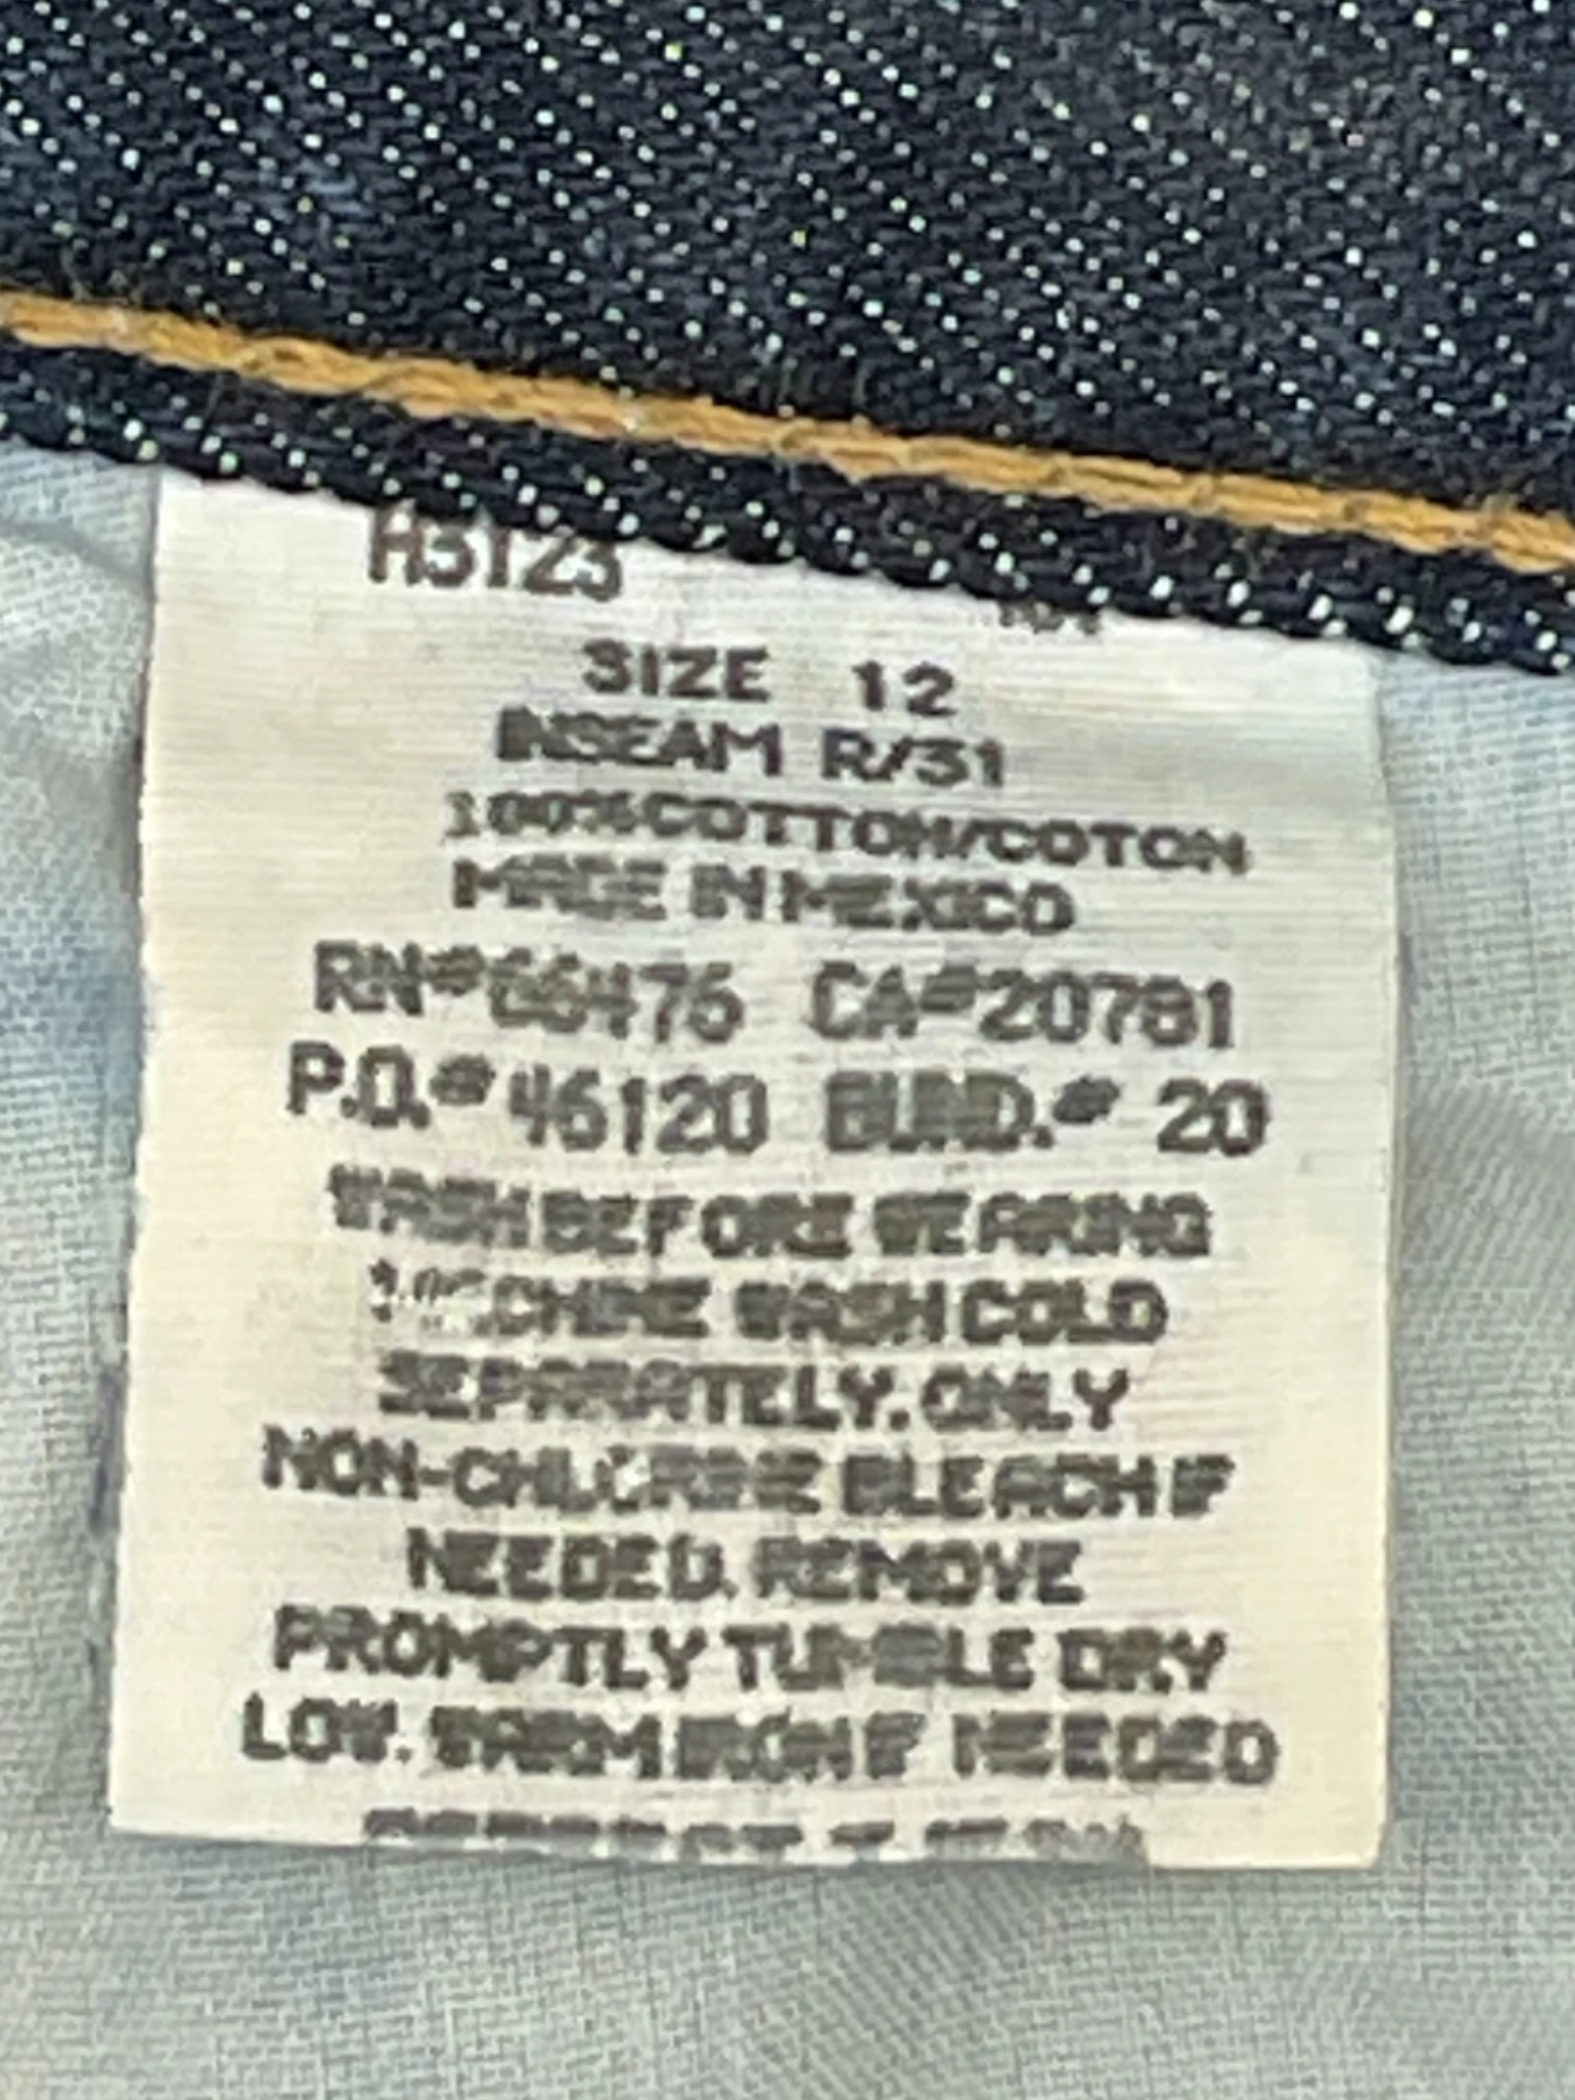 H3123
SIZE 12
INSEAM R/31
100%COTTON/COTON
MADE IN MEXICO
RN#66476 CA#20781
P.O.#46120 BUND.# 20
WASH BEFORE WEARING
MACHINE WASH COLD
SEPARATELY. ONLY
NON-CHLORINE BLEACH IF
NEEDED. REMOVE
PROMPTLY TUMBLE DRY
LOW. WARM IRON IF NEEDED